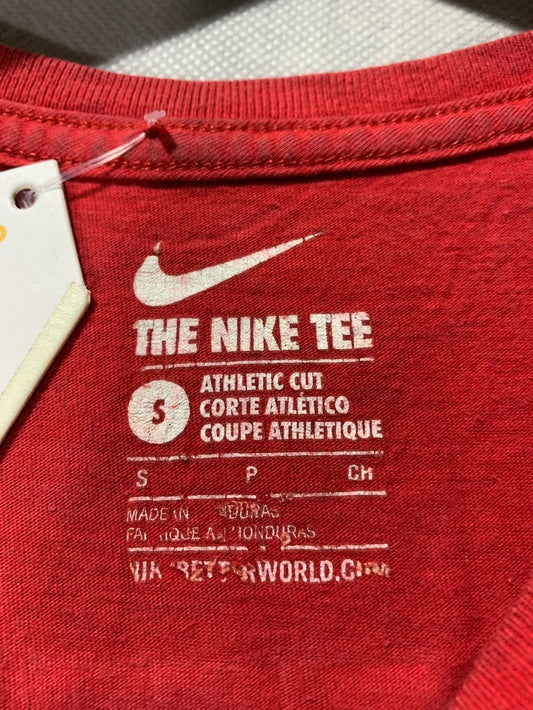 THE NIKE TEE
S
ATHLETIC CUT
CORTE ATLÉTICO
COUPE ATHLETIQUE
S P CH
MADE IN